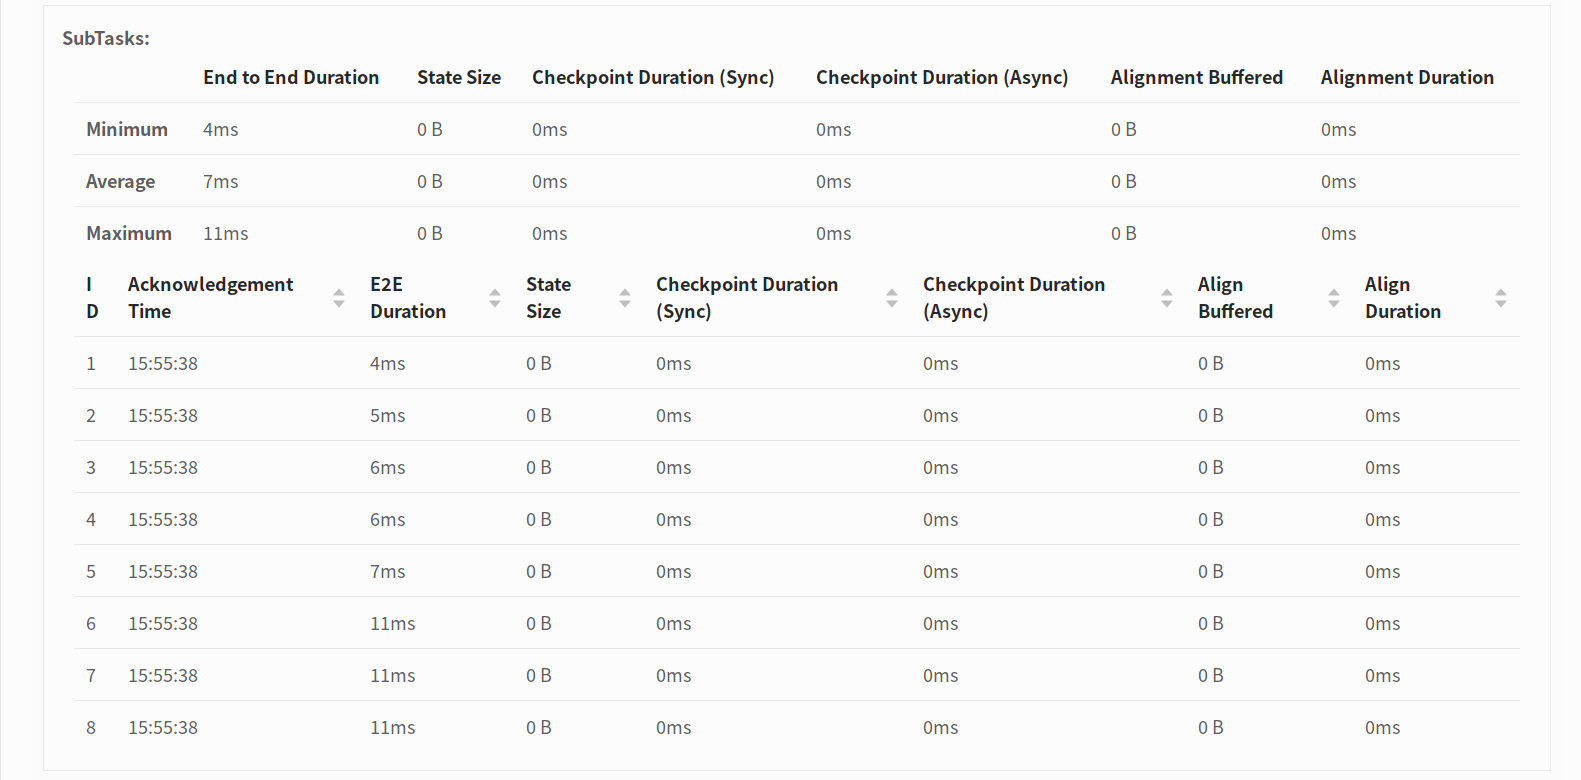 SubTasks:
End to End Duration State Size Checkpoint Duration (Sync) Checkpoint Duration (Async) Alignment Buffered Alignment Duration
Minimum 4ms 0 B 0ms 0ms 0 B 0ms
Average 7ms 0 B 0ms 0ms 0 B 0ms
Maximum 11ms 0 B 0ms 0ms 0 B 0ms
I Acknowledgement E2E State Checkpoint Duration Checkpoint Duration Align Align
D Time Duration Size (Sync) (Async) Buffered Duration
1 15:55:38 4ms 0 B 0ms 0ms 0 B 0ms
2 15:55:38 5ms 0 B 0ms 0ms 0 B 0ms
3 15:55:38 6ms 0 B 0ms 0ms 0 B 0ms
4 15:55:38 6ms 0 B 0ms 0ms 0 B 0ms
5 15:55:38 7ms 0 B 0ms 0ms 0 B 0ms
6 15:55:38 11ms 0 B 0ms 0ms 0 B 0ms
7 15:55:38 11ms 0 B 0ms 0ms 0 B 0ms
8 15:55:38 11ms 0 B 0ms 0ms 0 B 0ms